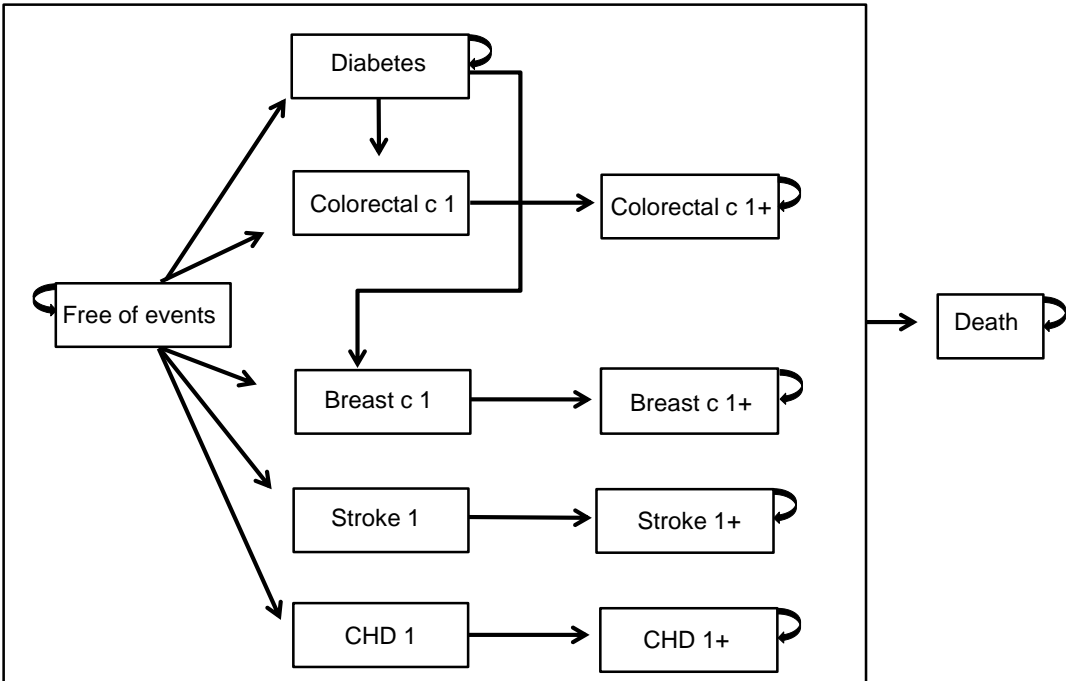 Diabetes
Colorectal c 1
Colorectal c 1+
Free of events
Death
Breast c 1
Breast c 1+
Stroke 1
Stroke 1+
CHD 1
CHD 1+